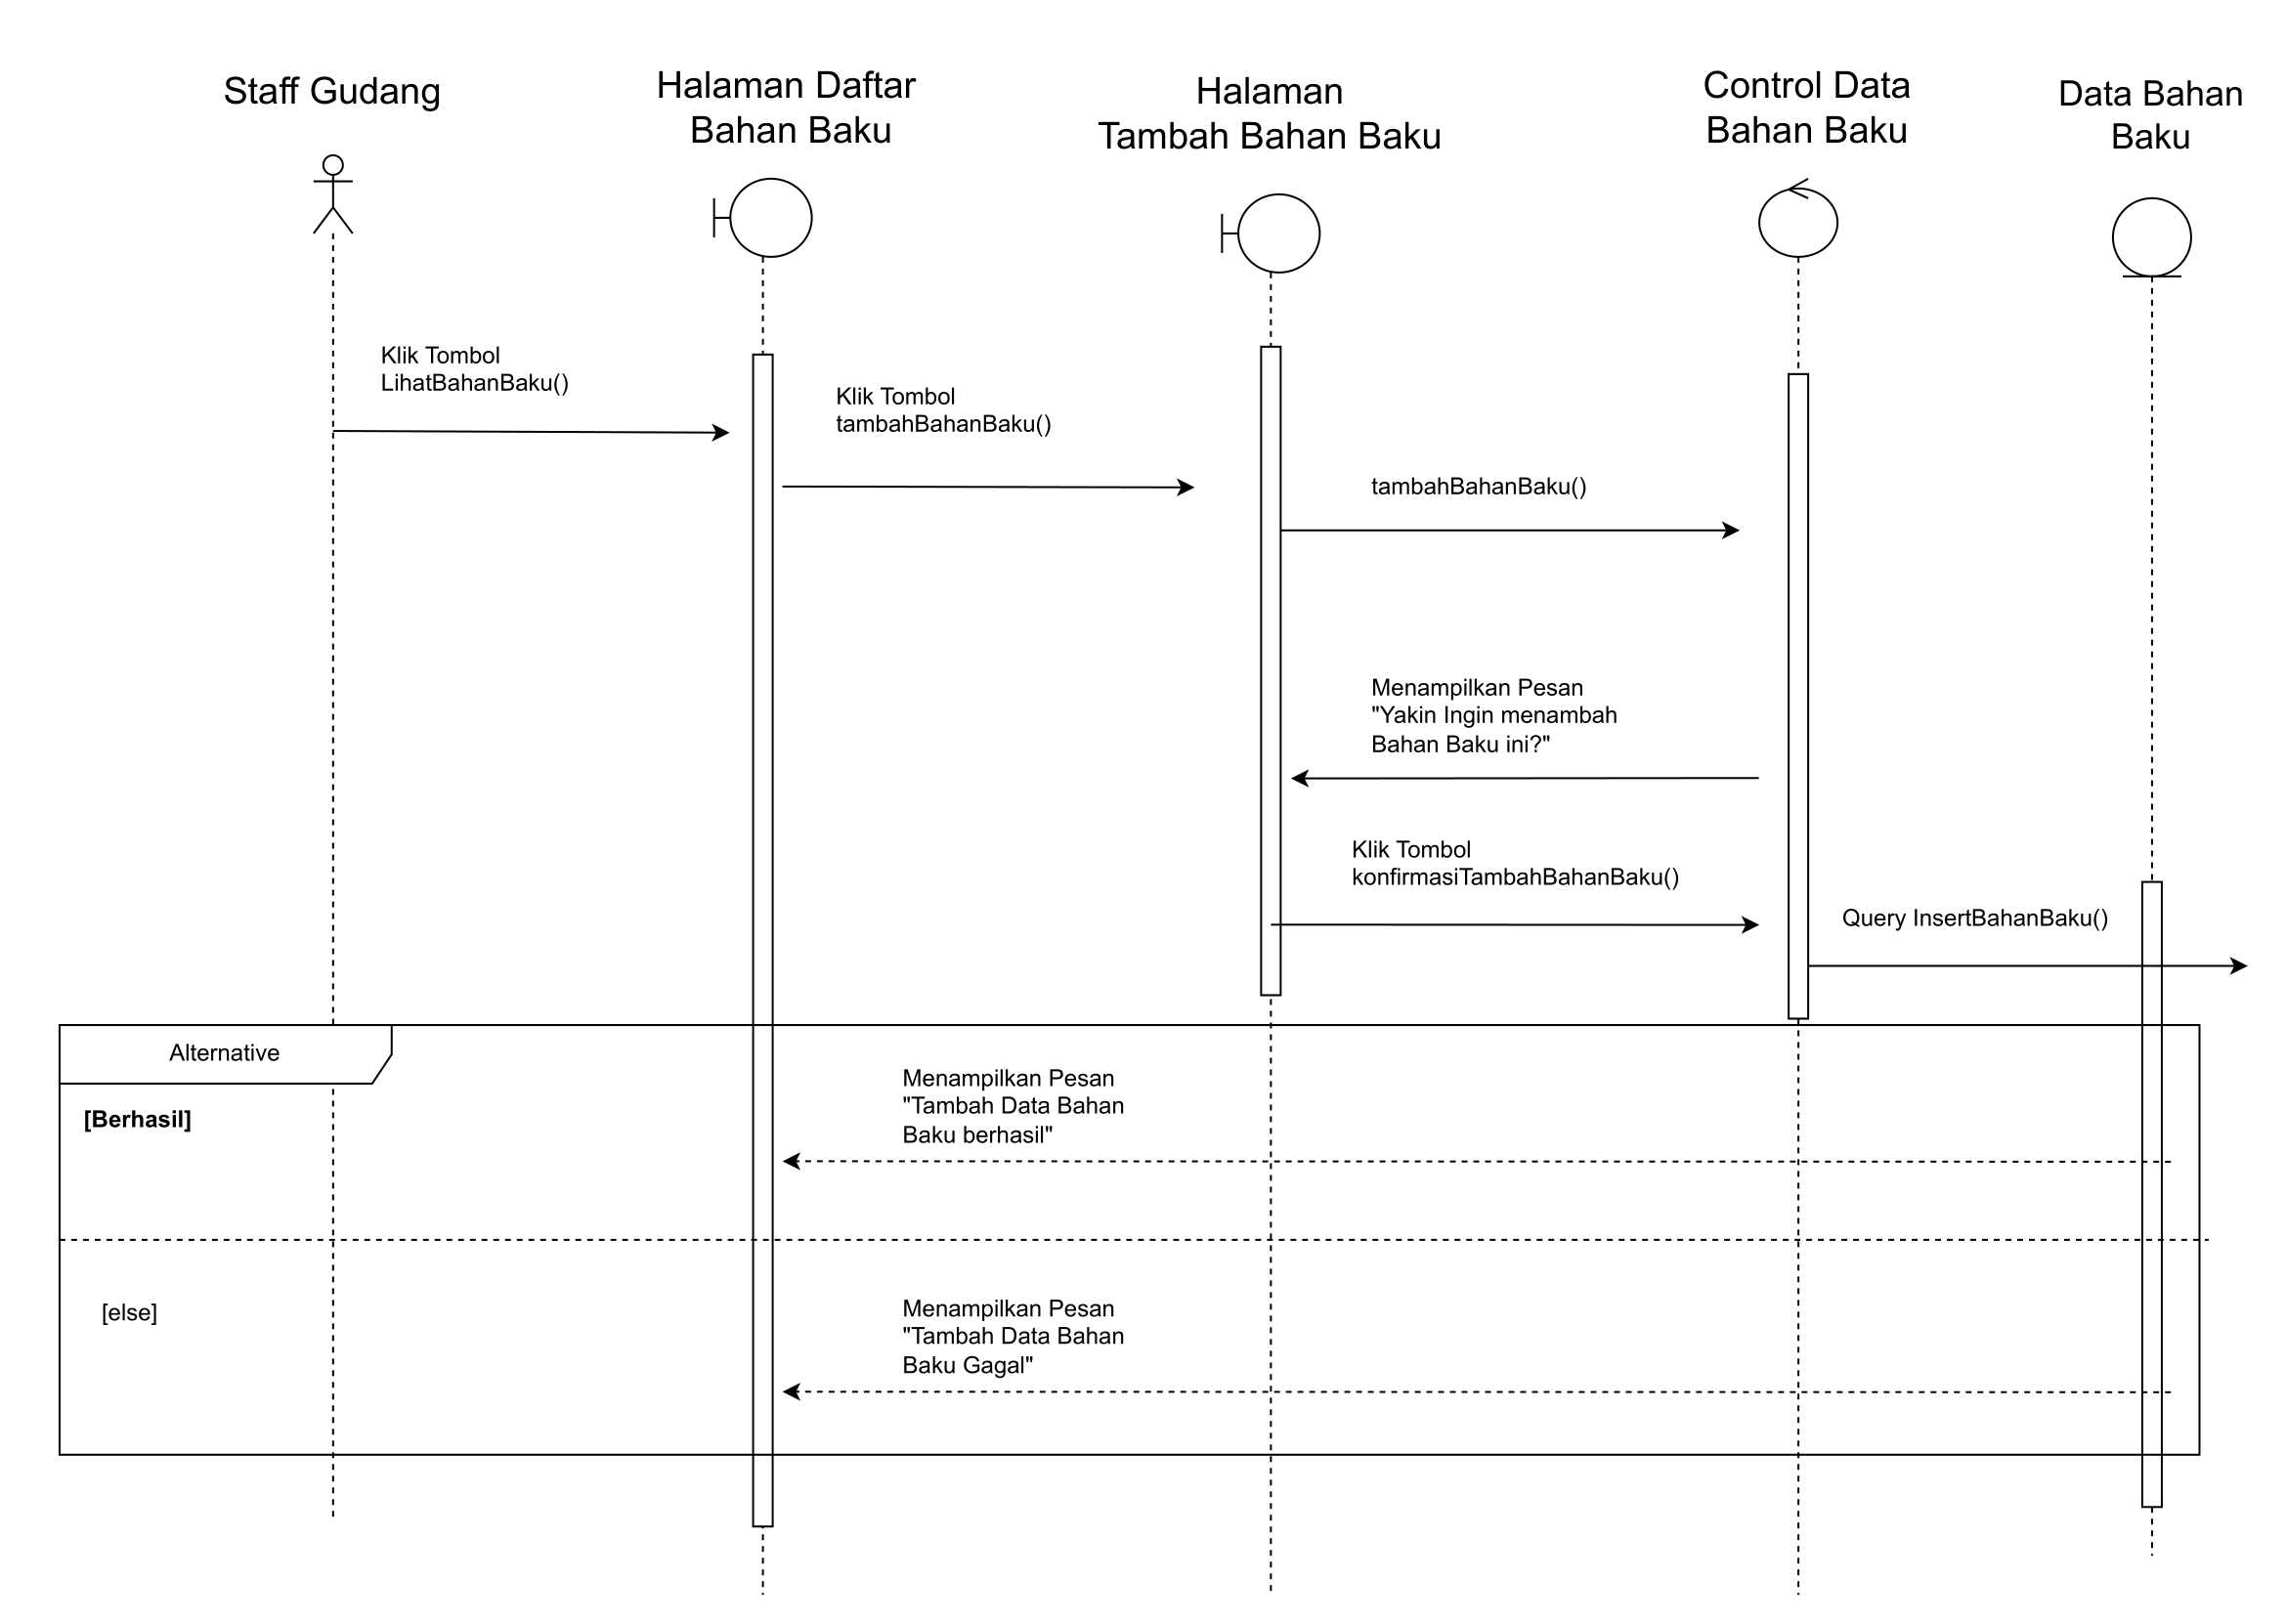 Staff Gudang
Halaman Daftar
Bahan Baku
Halaman
Tambah Bahan Baku
Control Data
Bahan Baku
Data Bahan
Baku
Klik Tombol
LihatBahanBaku()
Klik Tombol
tambahBahanBaku()
tambahBahanBaku()
Menampilkan Pesan
"Yakin Ingin menambah
Bahan Baku ini?"
Klik Tombol
konfirmasiTambahBahanBaku()
Query InsertBahanBaku()
Alternative
[Berhasil]
Menampilkan Pesan
"Tambah Data Bahan
Baku berhasil"
[else]
Menampilkan Pesan
"Tambah Data Bahan
Baku Gagal"